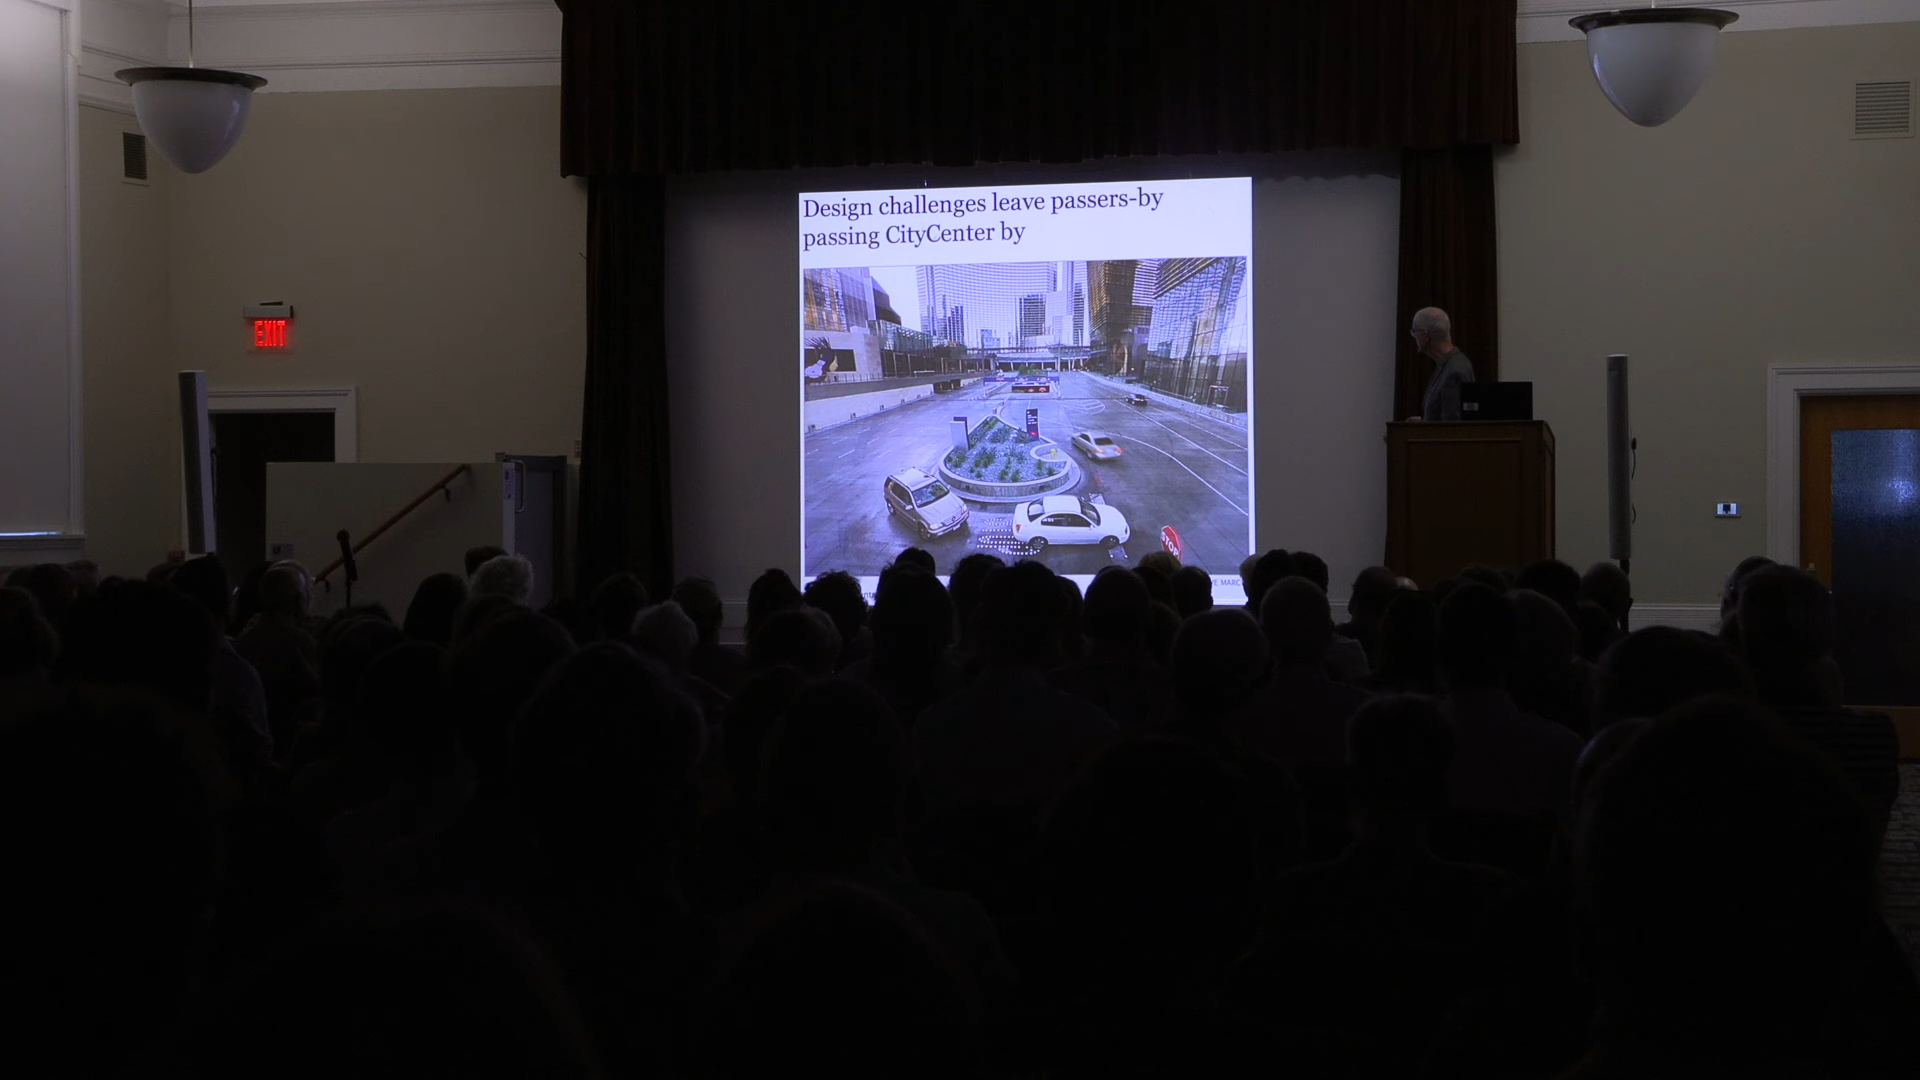 Design challenges leave passers-by
passing CityCenter by
EXIT
STOP